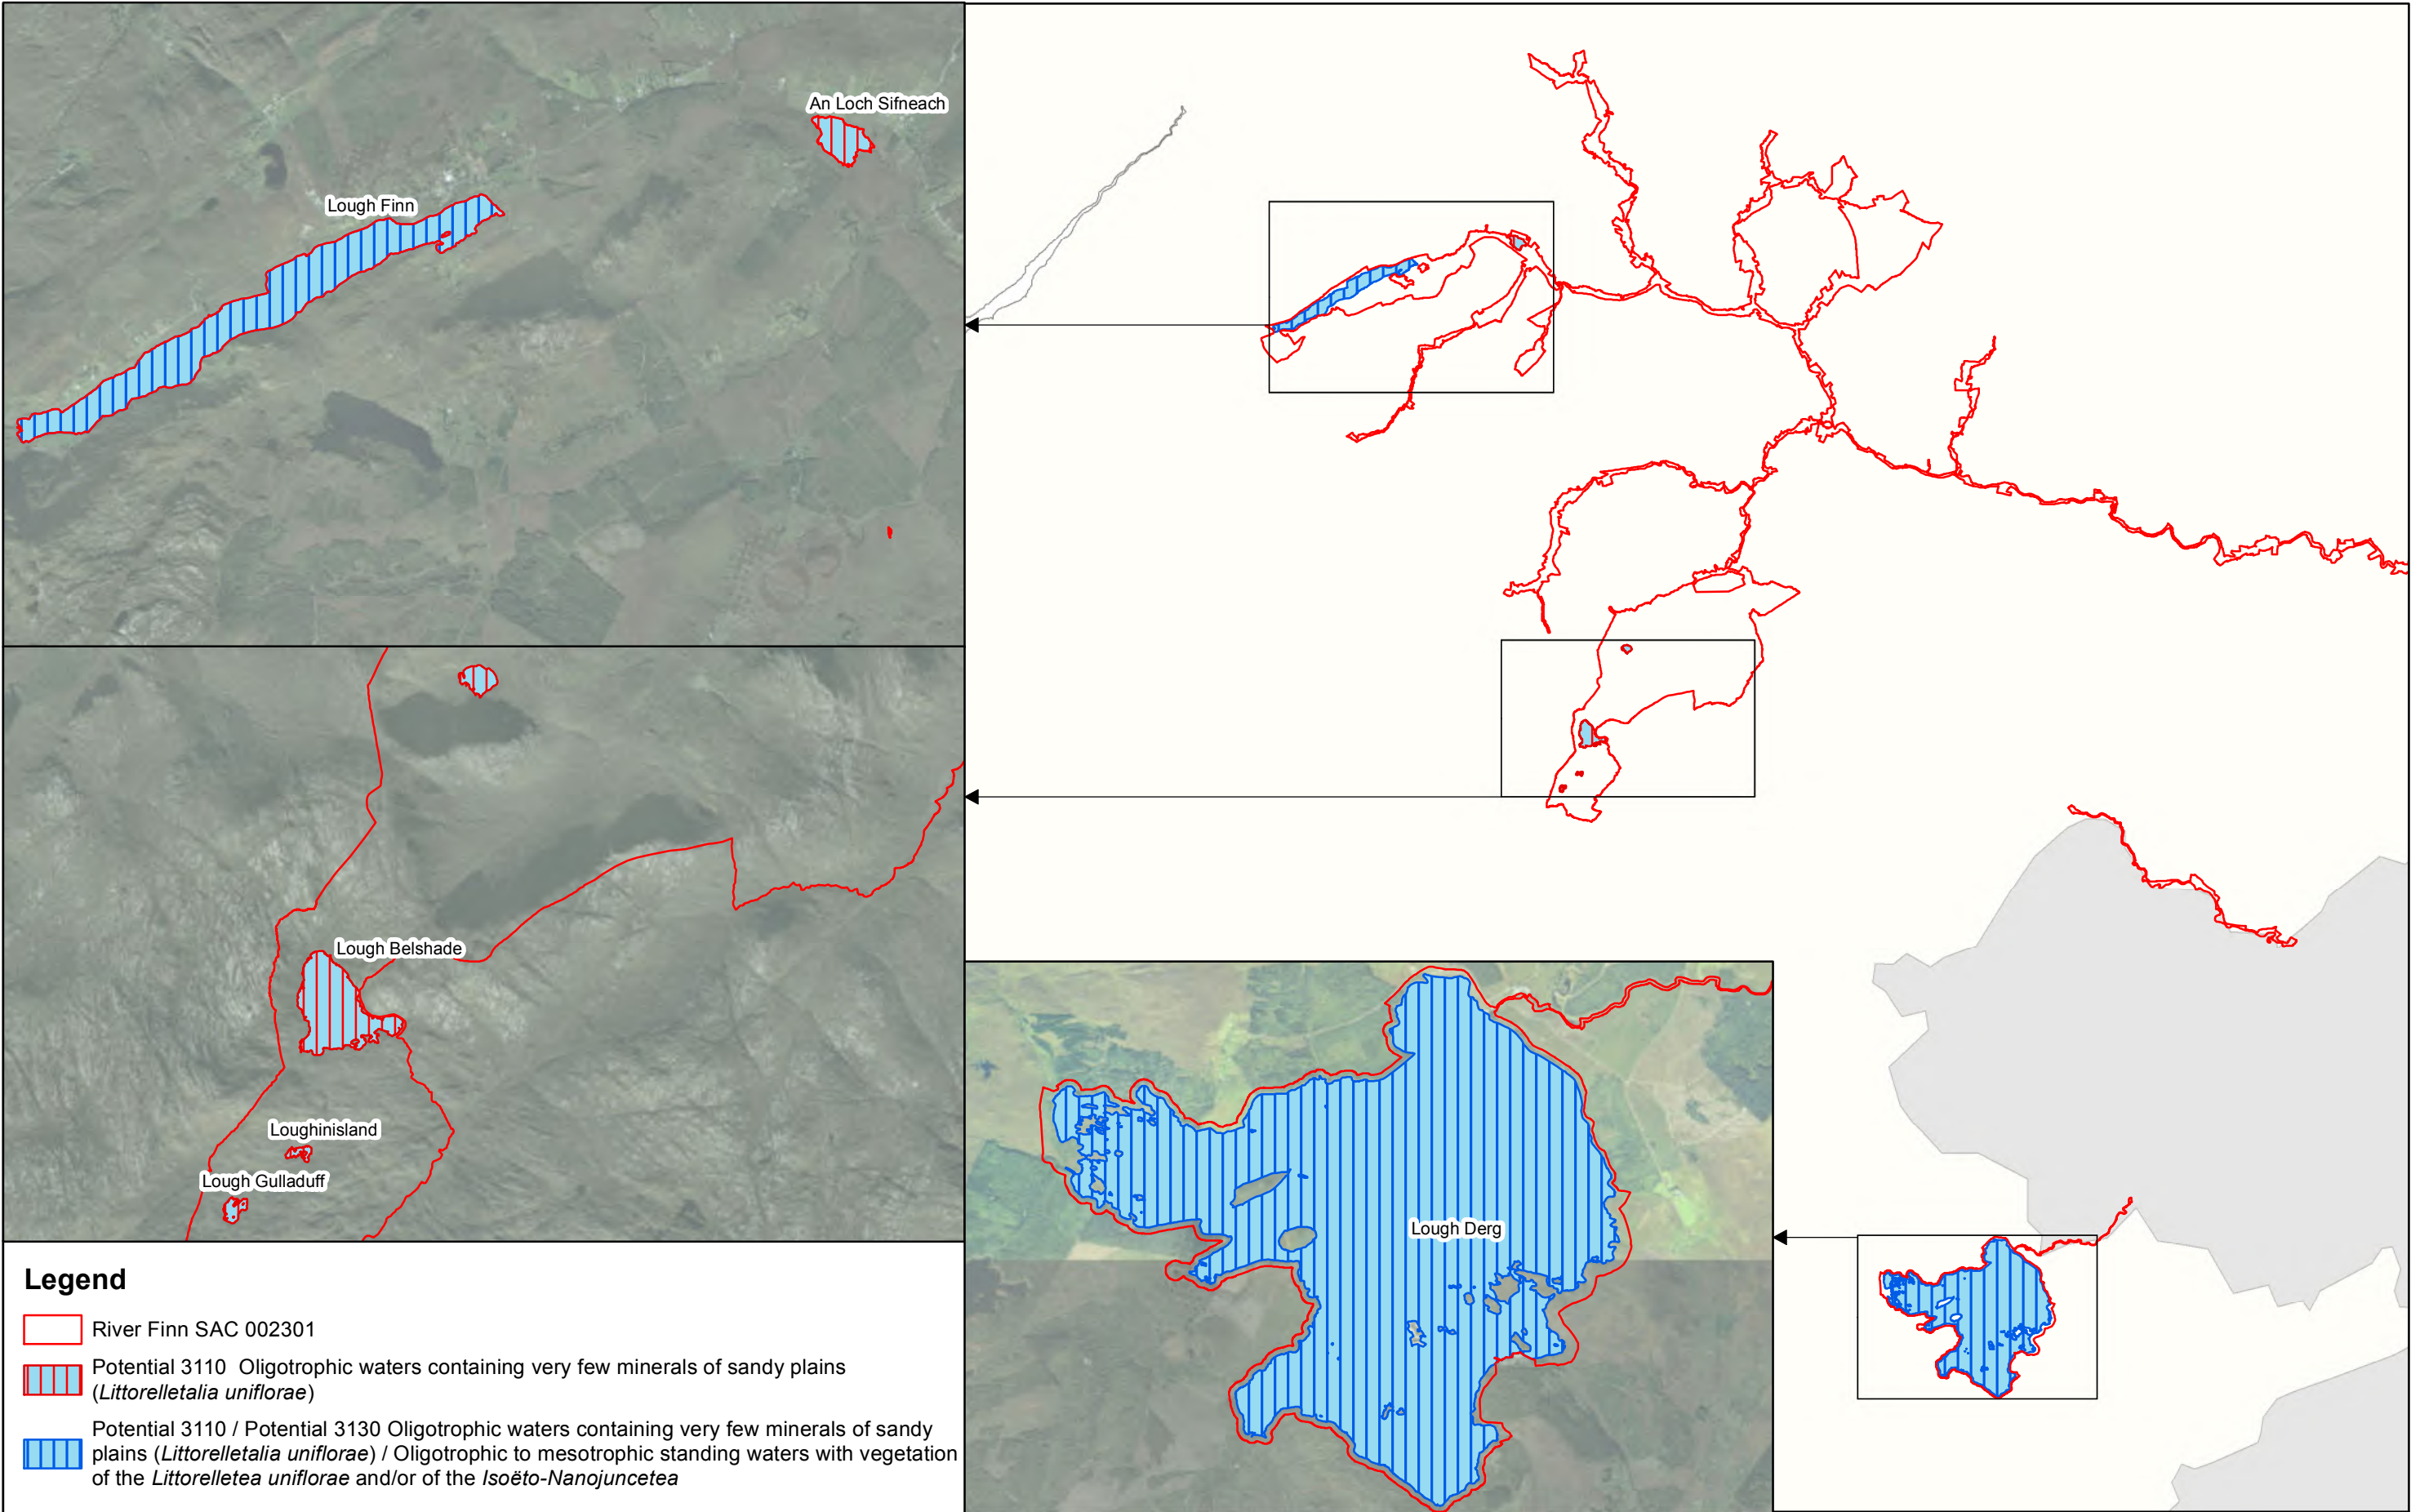 An Loch Sifneach
Lough Finn
Lough Belshade
Loughinisland
Lough Gulladuff
Lough Derg
Legend
River Finn SAC 002301
Potential 3110 Oligotrophic waters containing very few minerals of sandy plains
(Littorelletalia uniflorae)
Potential 3110 / Potential 3130 Oligotrophic waters containing very few minerals of sandy
plains (Littorelletalia uniflorae) / Oligotrophic to mesotrophic standing waters with vegetation
of the Littorelletea uniflorae and/or of the Isoëto-Nanojuncetea